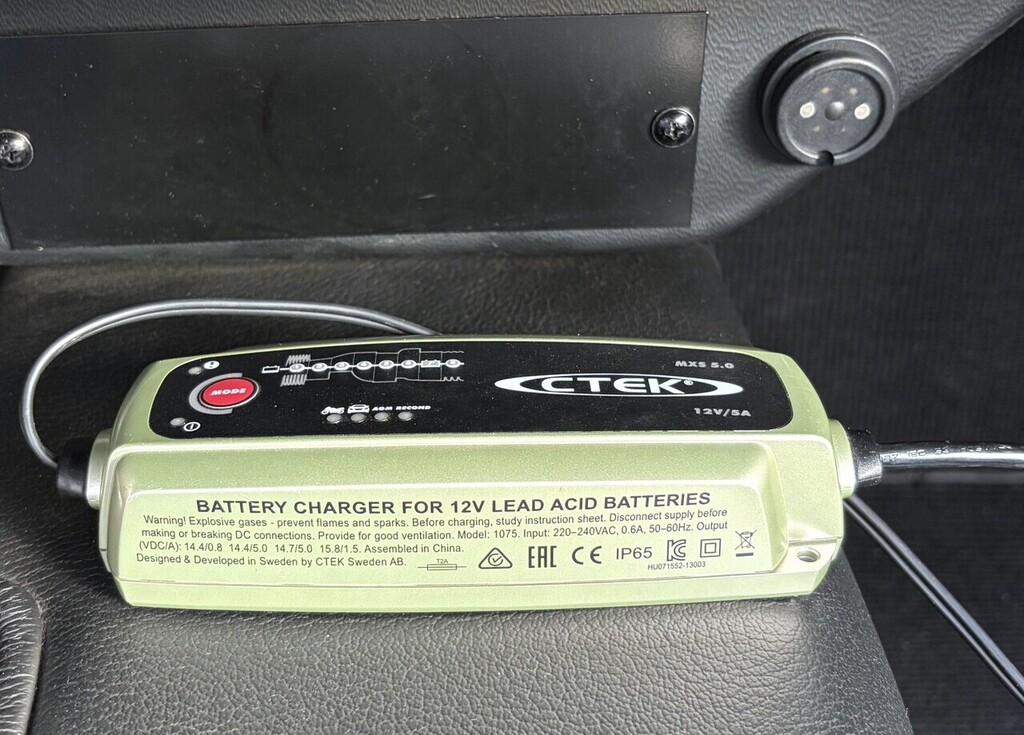 MXS 5.0
MODE
CTEK®
12V/5A
AGM RECOND
BATTERY CHARGER FOR 12V LEAD ACID BATTERIES
Warning! Explosive gases - prevent flames and sparks. Before charging, study instruction sheet. Disconnect supply before
making or breaking DC connections. Provide for good ventilation. Model: 1075. Input: 220–240VAC, 0.6A, 50–60Hz. Output
(VDC/A): 14.4/0.8 14.4/5.0 14.7/5.0 15.8/1.5. Assembled in China.
Designed & Developed in Sweden by CTEK Sweden AB.
T2A
EAC
CE
IP65
HU071552-13003